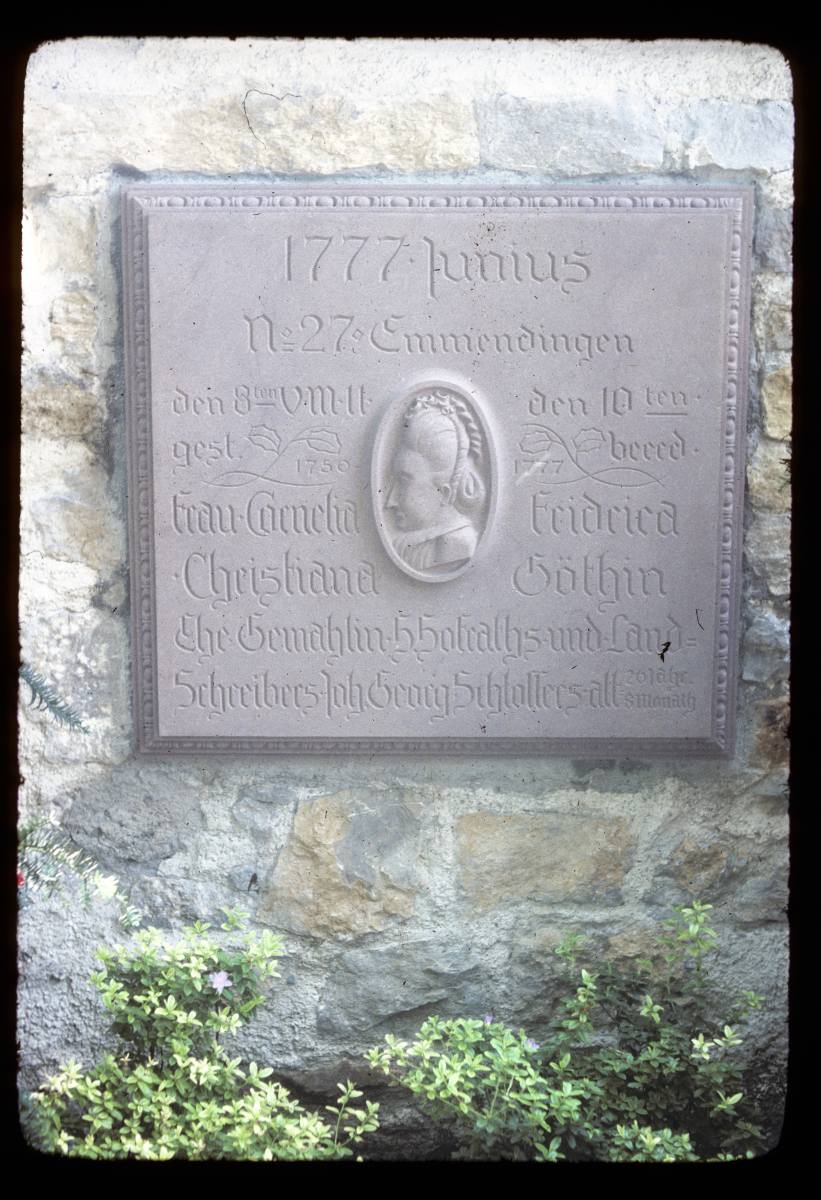 1777· Junius
No 27·Emmendingen
den 8ten V·M·11· den 10 ten·
gest. beerd·
1750 1777
Frau·Cornelia Fridrica
·Christiana Göthin
Ehe·Gemahlin·H·Hofraths·und·Land=
Schreibers·Joh.Georg Schlossers·alt 26 Jahr.
8 Monath